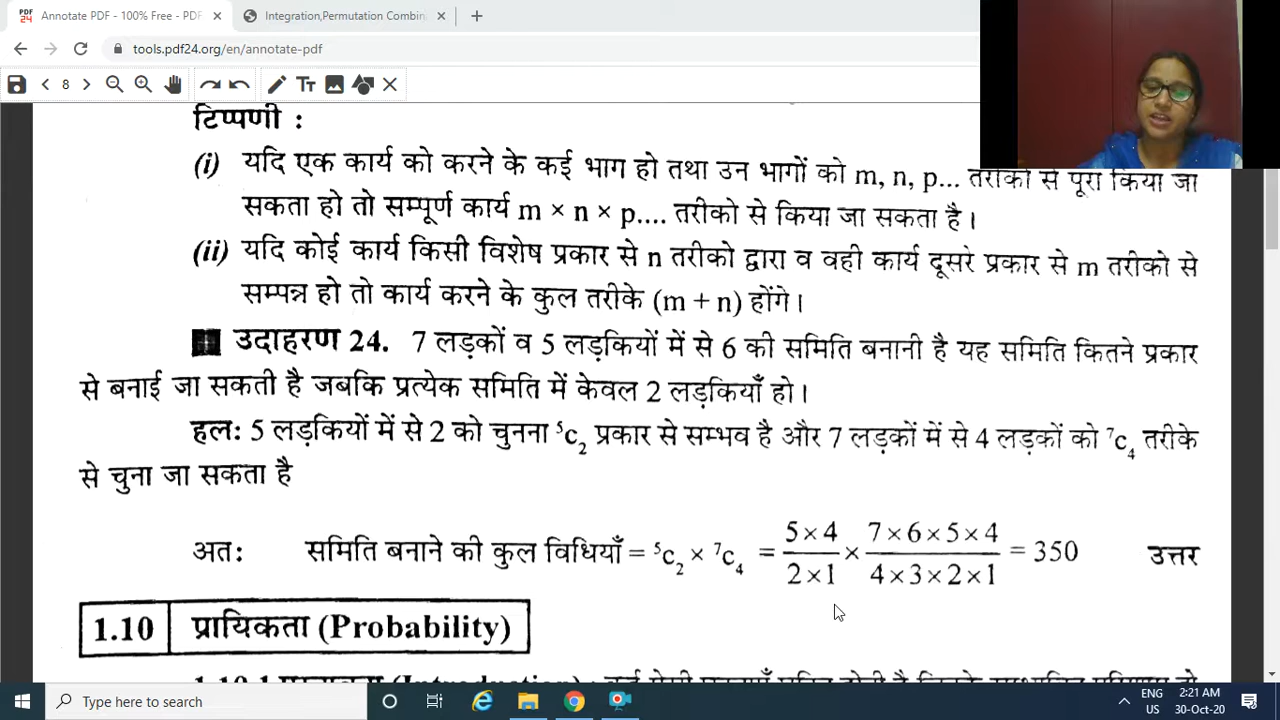 Annotate PDF - 100% Free - PDF
Integration,Permutation Combin
tools.pdf24.org/en/annotate-pdf
8
टिप्पणी :
(i) यदि एक कार्य को करने के कई भाग हो तथा उन भागों को m, n, p... तरीको से पूरा किया जा
सकता हो तो सम्पूर्ण कार्य m × n × p.... तरीको से किया जा सकता है।
(ii) यदि कोई कार्य किसी विशेष प्रकार से n तरीको द्वारा व वही कार्य दूसरे प्रकार से m तरीको से
सम्पन्न हो तो कार्य करने के कुल तरीके (m + n) होंगे।
उदाहरण 24. 7 लड़कों व 5 लड़कियों में से 6 की समिति बनानी है यह समिति कितने प्रकार
से बनाई जा सकती है जबकि प्रत्येक समिति में केवल 2 लड़कियाँ हो।
हल: 5 लड़कियों में से 2 को चुनना ⁵c₂ प्रकार से सम्भव है और 7 लड़कों में से 4 लड़कों को ⁷c₄ तरीके
से चुना जा सकता है
अत: समिति बनाने की कुल विधियाँ = ⁵c₂ × ⁷c₄ = 5 × 4 / 2 × 1 × 7 × 6 × 5 × 4 / 4 × 3 × 2 × 1 = 350 उत्तर
1.10 प्रायिकता (Probability)
Type here to search
ENG
US
2:21 AM
30-Oct-20